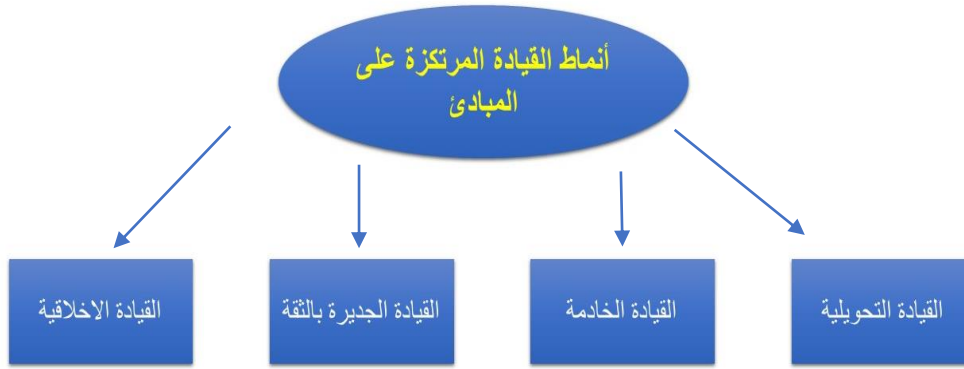 أنماط القيادة المرتكزة على
المبادئ
القيادة التحويلية
القيادة الخادمة
القيادة الجديرة بالثقة
القيادة الاخلاقية